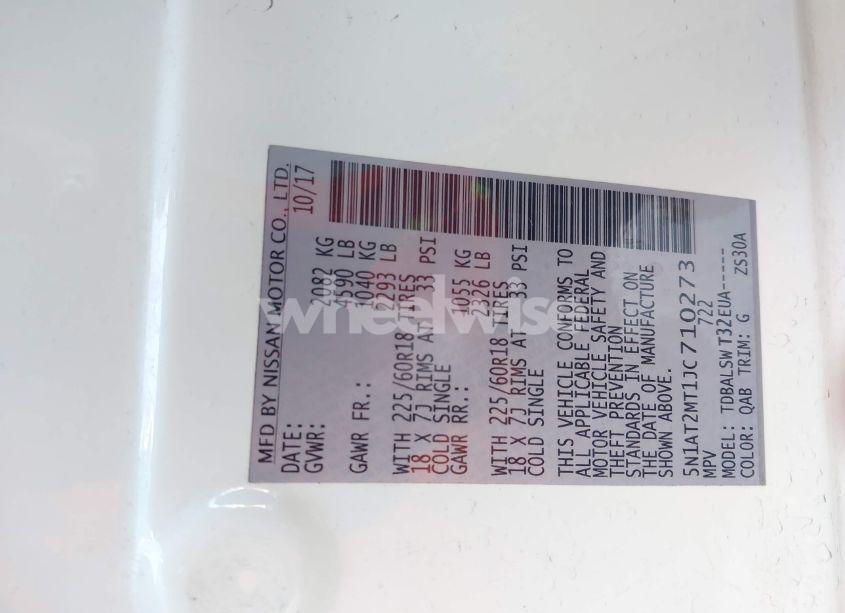 MFD BY NISSAN MOTOR CO., LTD.
DATE: 10/17
GVWR: 2082 KG
4590 LB
GAWR FR.: 1040 KG
2293 LB
WITH 225/60R18 TIRES
18 X 7J RIMS AT 33 PSI
COLD SINGLE
GAWR RR.: 1055 KG
2326 LB
WITH 225/60R18 TIRES
18 X 7J RIMS AT 33 PSI
COLD SINGLE
THIS VEHICLE CONFORMS TO
ALL APPLICABLE FEDERAL
MOTOR VEHICLE SAFETY AND
THEFT PREVENTION
STANDARDS IN EFFECT ON
THE DATE OF MANUFACTURE
SHOWN ABOVE.
5N1AT2MT1JC710273
MPV 722
MODEL: TDBALSWT32EUA-----
COLOR: QAB TRIM: G ZS30A
wheelwise